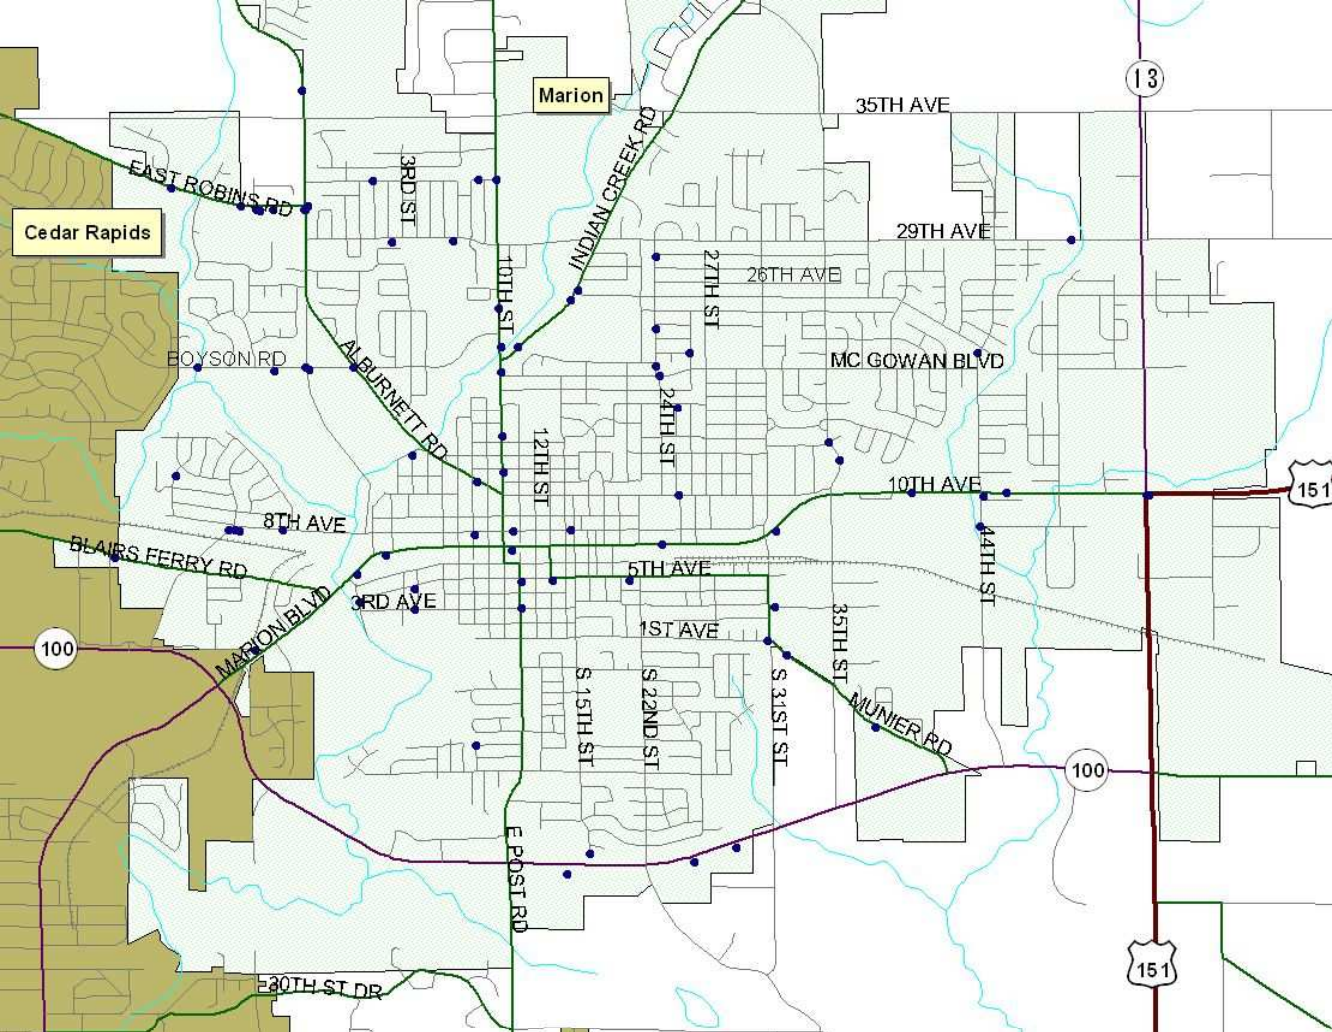 13
Marion
35TH AVE
INDIAN CREEK RD
3RD ST
EAST ROBINS RD
Cedar Rapids
29TH AVE
27TH ST
26TH AVE
10TH ST
BOYSON RD
ALBURNETT RD
MC GOWAN BLVD
24TH ST
12TH ST
10TH AVE
151
8TH AVE
44TH ST
BLAIRS FERRY RD
5TH AVE
3RD AVE
MARION BLVD
1ST AVE
35TH ST
100
S 15TH ST
S 22ND ST
S 31ST ST
MUNIER RD
100
E POST RD
151
30TH ST DR